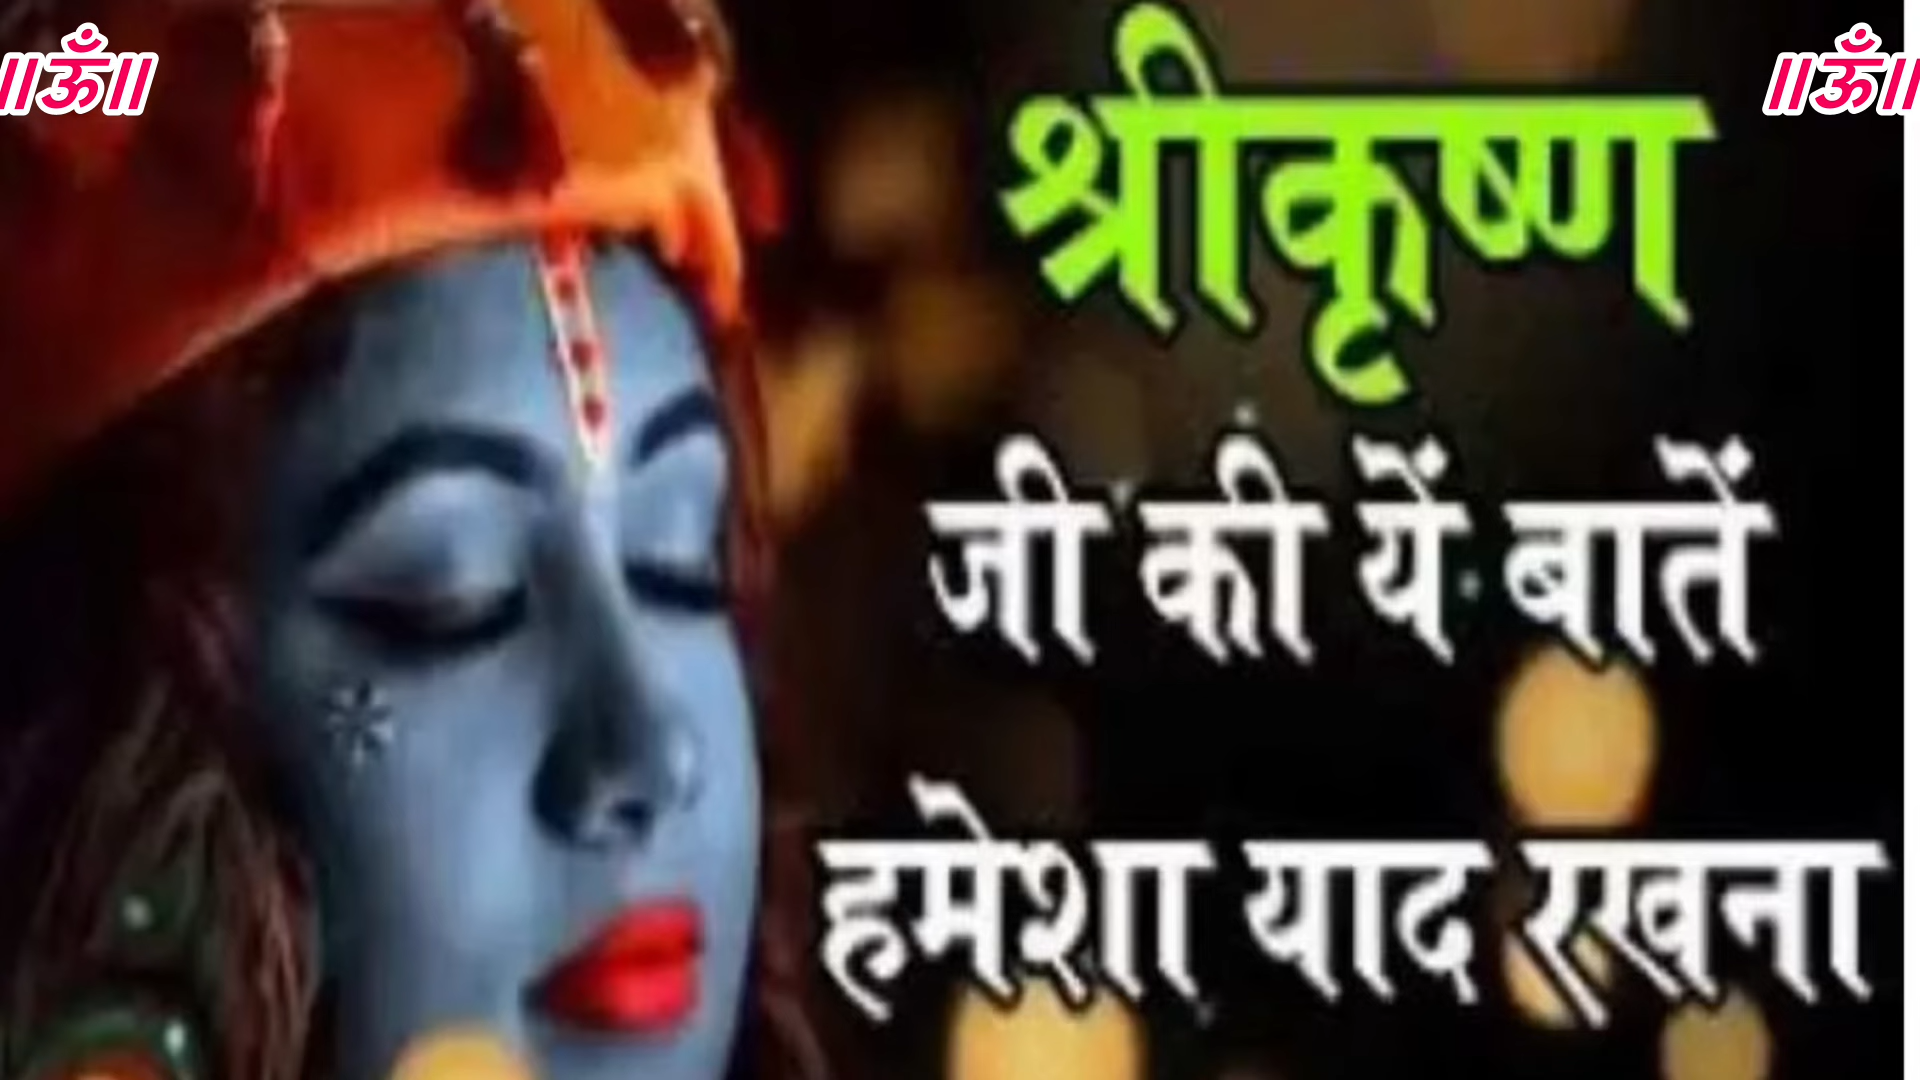 ॥ॐ॥ ॥ॐ॥
श्रीकृष्ण
जी की यें बातें
हमेशा याद रखना